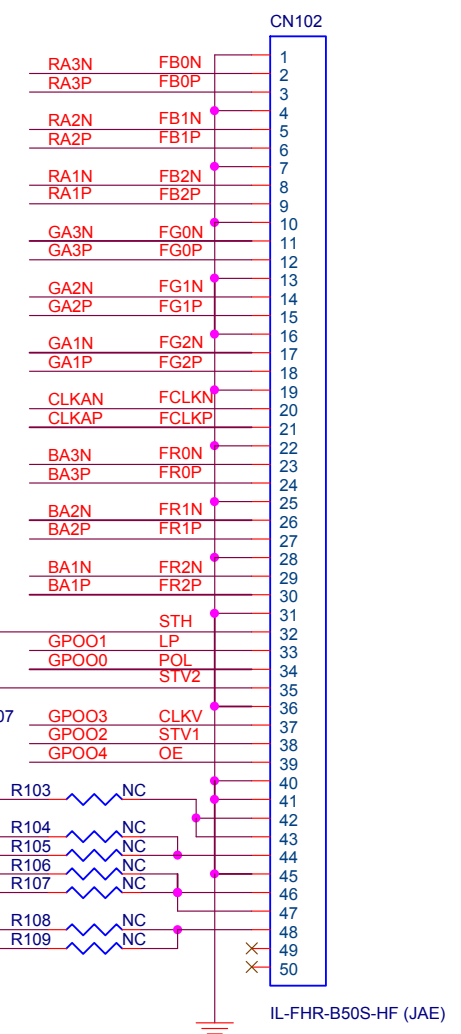 CN102
1
RA3N FB0N 2
RA3P FB0P 3
4
RA2N FB1N 5
RA2P FB1P 6
7
RA1N FB2N 8
RA1P FB2P 9
10
GA3N FG0N 11
GA3P FG0P 12
13
GA2N FG1N 14
GA2P FG1P 15
16
GA1N FG2N 17
GA1P FG2P 18
19
CLKAN FCLKN 20
CLKAP FCLKP 21
22
BA3N FR0N 23
BA3P FR0P 24
25
BA2N FR1N 26
BA2P FR1P 27
28
BA1N FR2N 29
BA1P FR2P 30
31
STH 32
GPOO1 LP 33
GPOO0 POL 34
STV2 35
36
07 GPOO3 CLKV 37
GPOO2 STV1 38
GPOO4 OE 39
40
R103 NC 41
42
R104 NC 43
R105 NC 44
R106 NC 45
R107 NC 46
47
R108 NC 48
R109 NC 49
50
IL-FHR-B50S-HF (JAE)